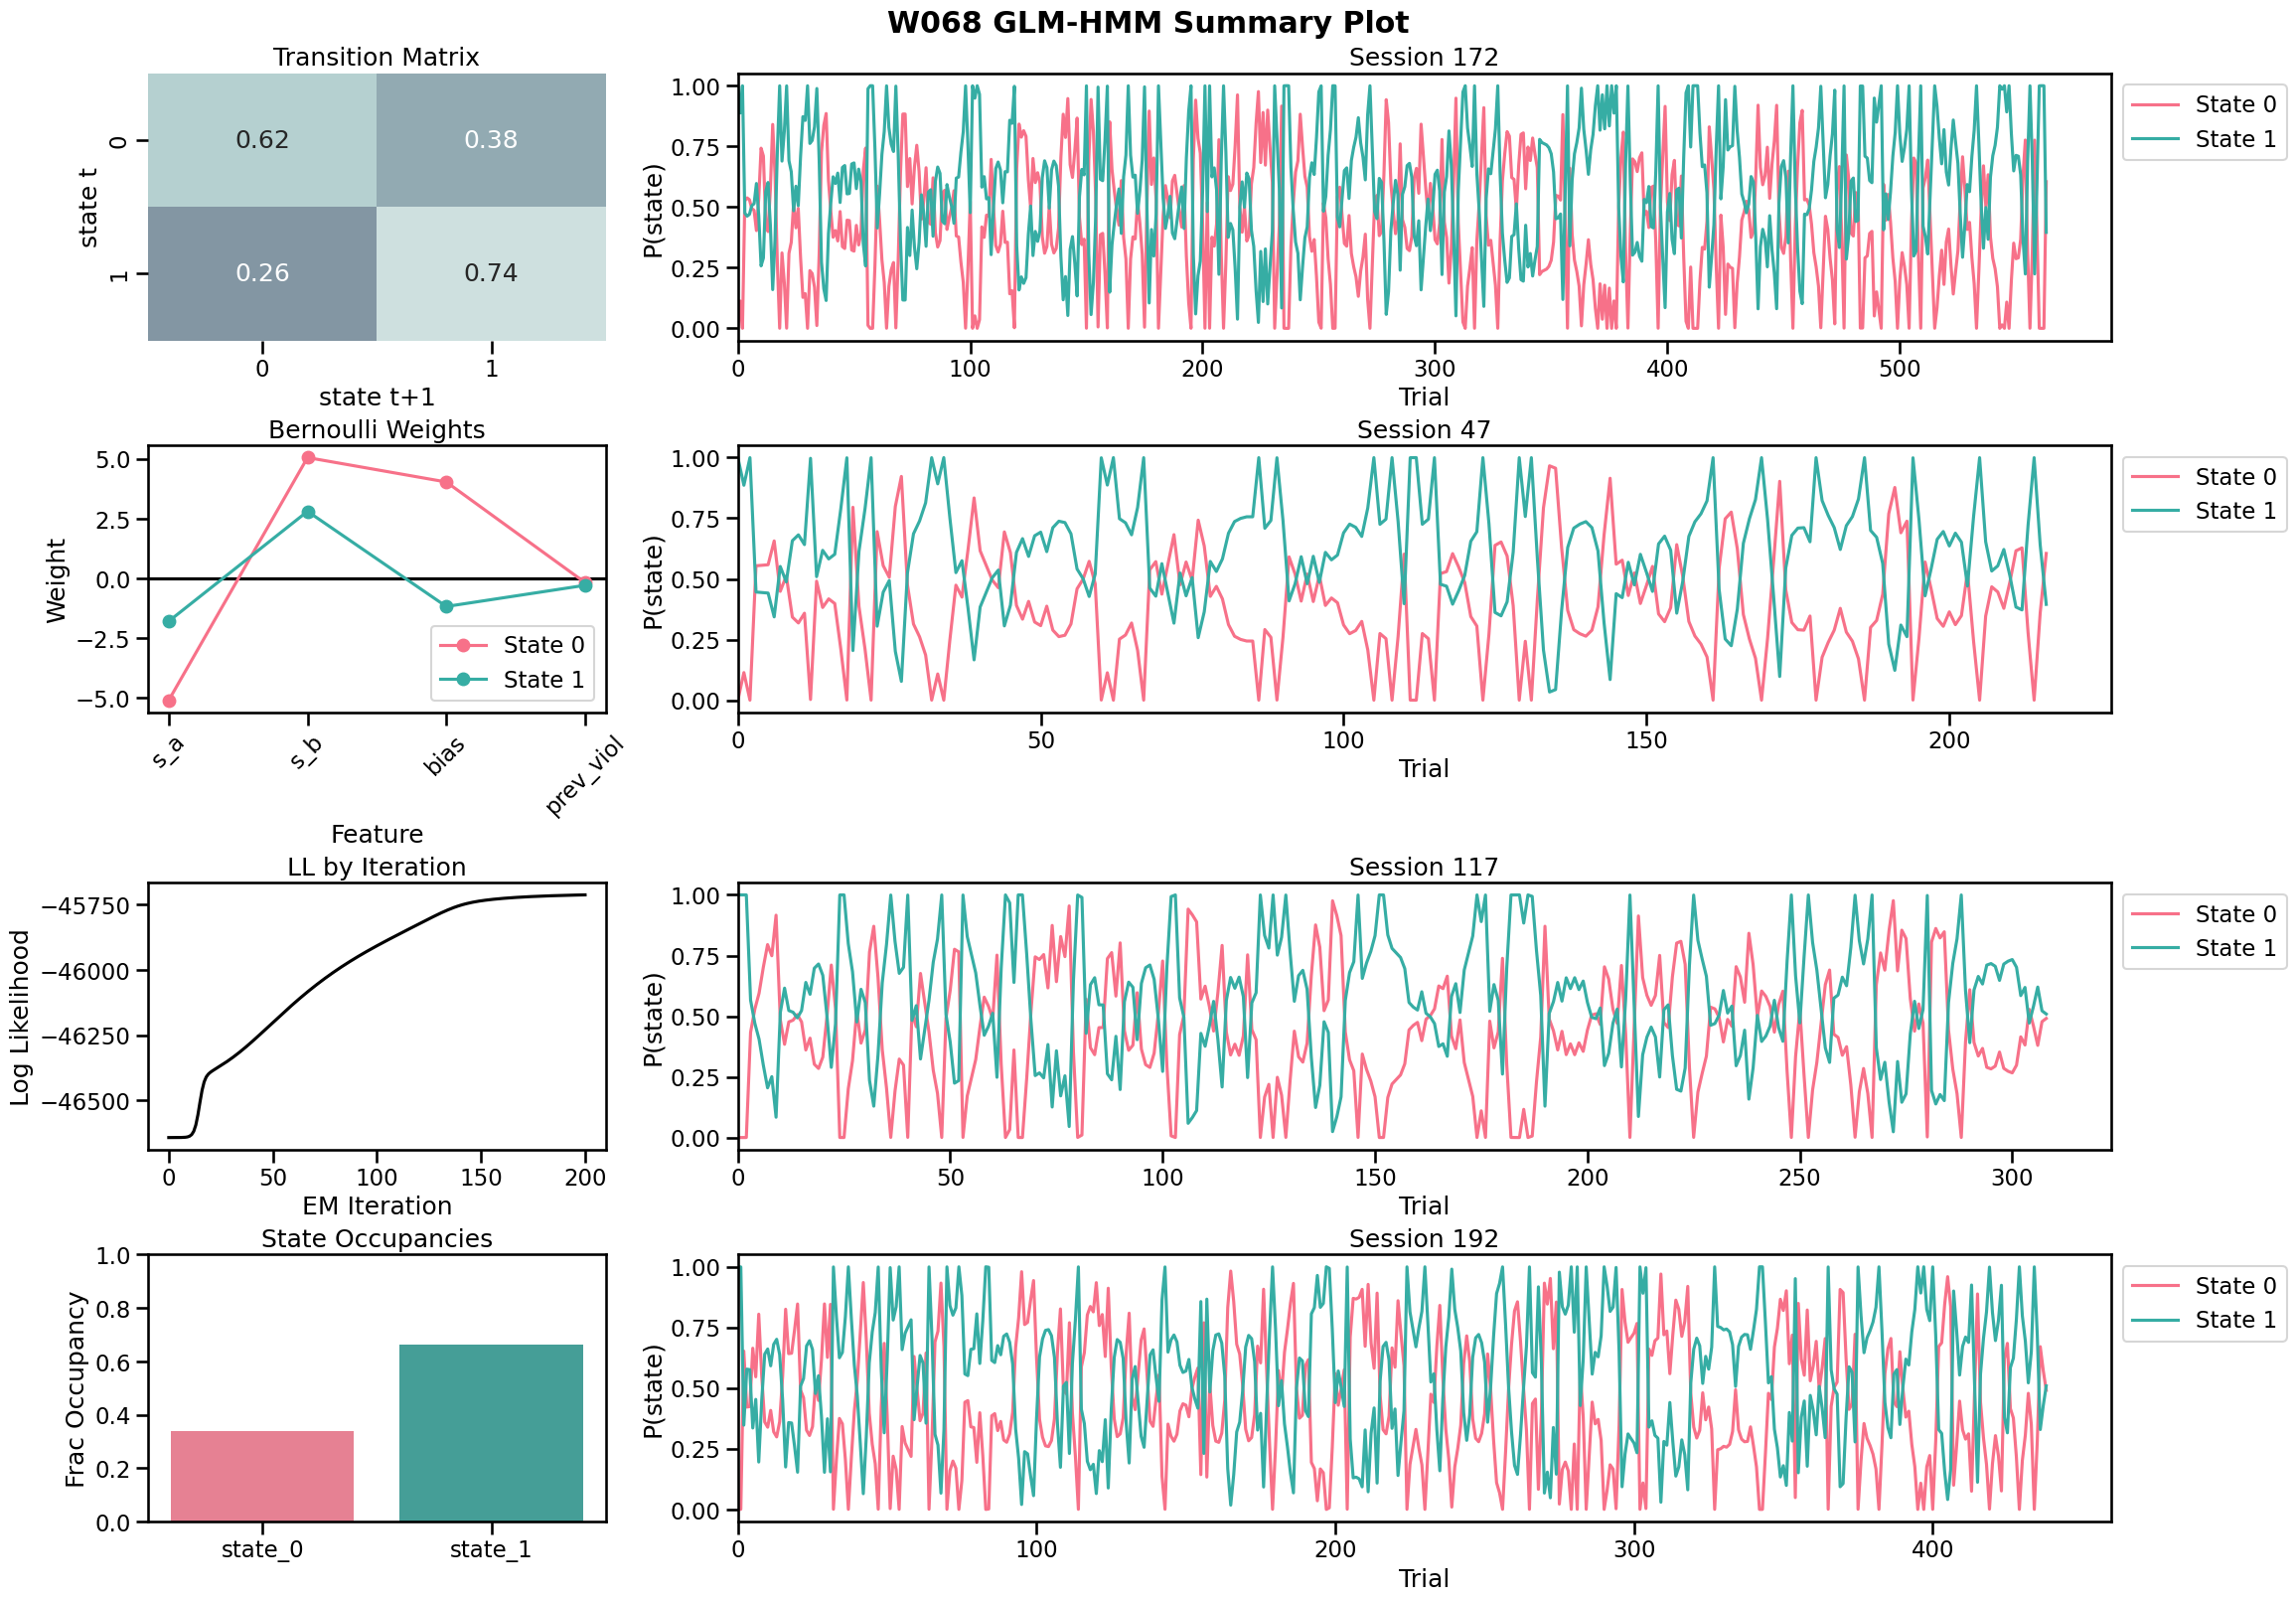 W068 GLM-HMM Summary Plot
Transition Matrix
0.62 0.38
0.26 0.74
0
1
state t
0 1
state t+1
Session 172
1.00
0.75
0.50
0.25
0.00
P(state)
0 100 200 300 400 500
Trial
State 0
State 1
Bernoulli Weights
5.0
2.5
0.0
−2.5
−5.0
Weight
State 0
State 1
s_a s_b bias prev_viol
Feature
Session 47
1.00
0.75
0.50
0.25
0.00
P(state)
0 50 100 150 200
Trial
State 0
State 1
LL by Iteration
−45750
−46000
−46250
−46500
Log Likelihood
0 50 100 150 200
EM Iteration
Session 117
1.00
0.75
0.50
0.25
0.00
P(state)
0 50 100 150 200 250 300
Trial
State 0
State 1
State Occupancies
1.0
0.8
0.6
0.4
0.2
0.0
Frac Occupancy
state_0 state_1
Session 192
1.00
0.75
0.50
0.25
0.00
P(state)
0 100 200 300 400
Trial
State 0
State 1